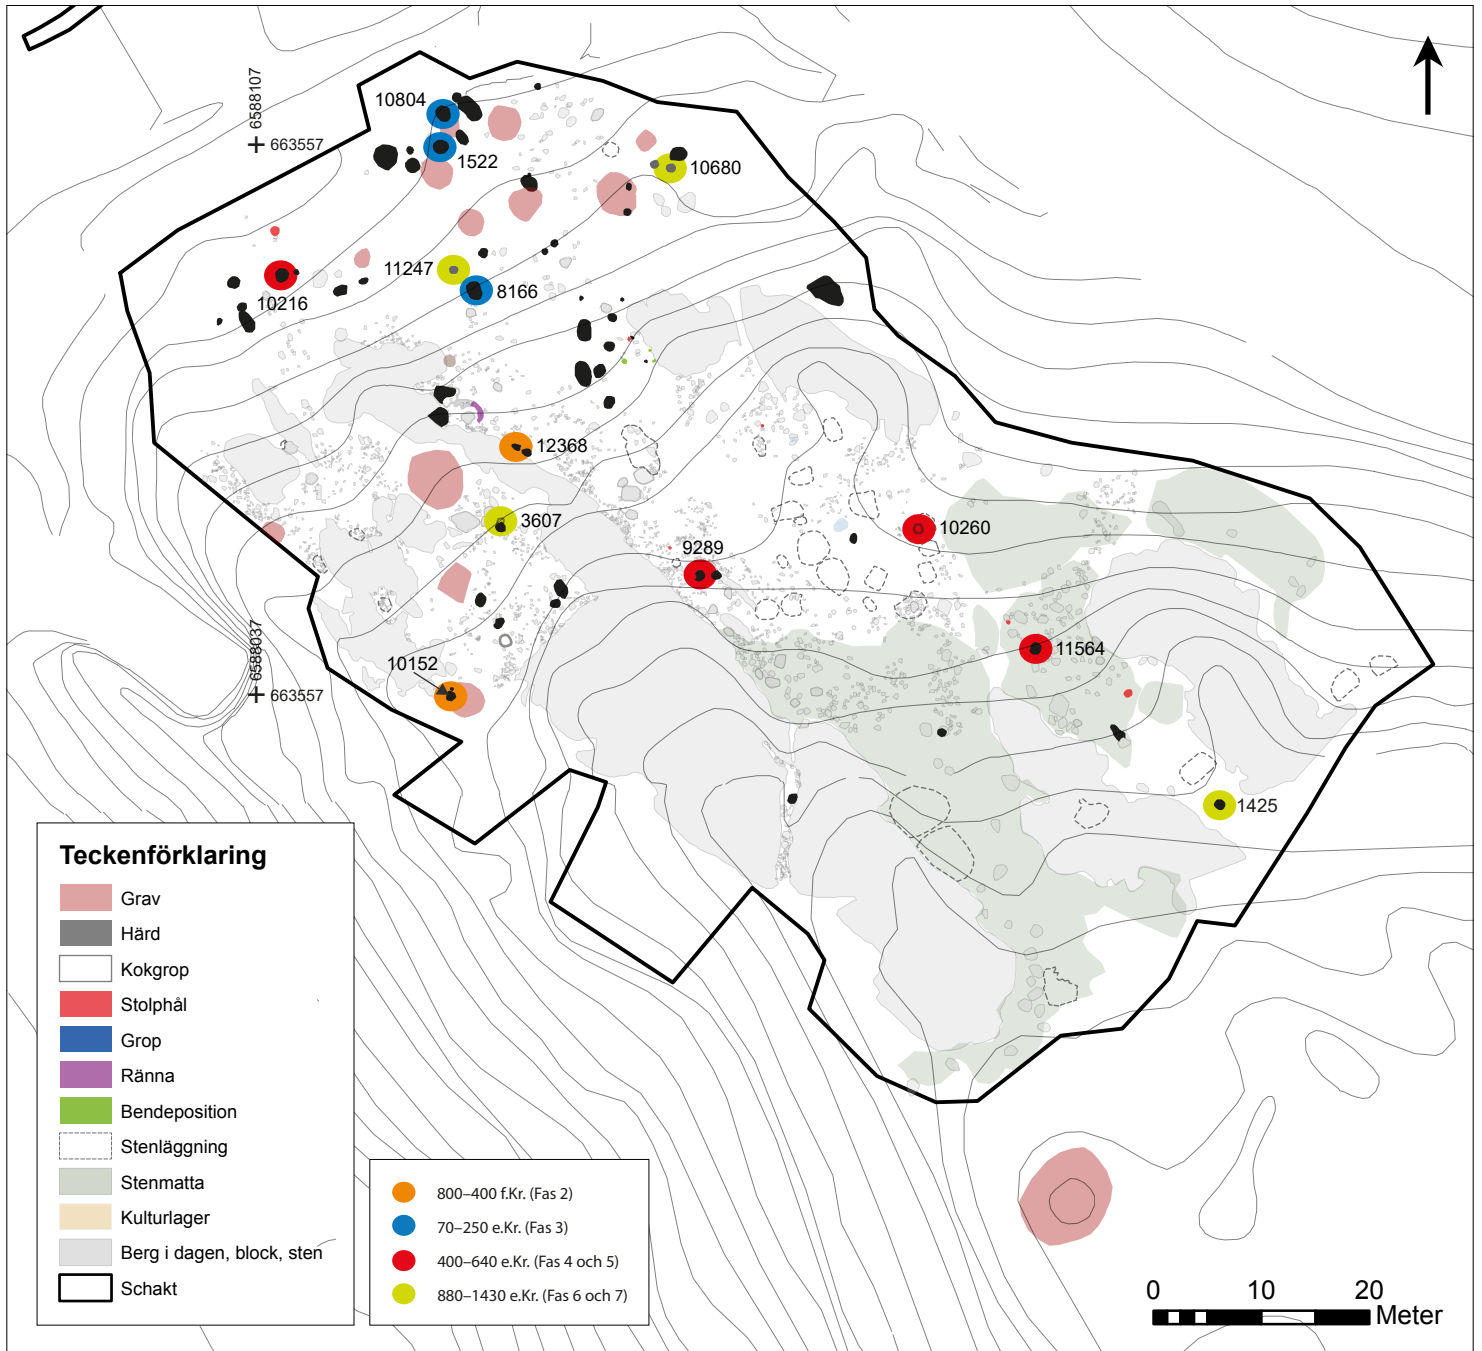 6588107
663557
10804
1522
10680
11247
8166
10216
12368
3607
9289
10260
11564
10152
6588037
663557
1425
Teckenförklaring
Grav
Härd
Kokgrop
Stolphål
Grop
Ränna
Bendeposition
Stenläggning
Stenmatta
Kulturlager
Berg i dagen, block, sten
Schakt
800–400 f.Kr. (Fas 2)
70–250 e.Kr. (Fas 3)
400–640 e.Kr. (Fas 4 och 5)
880–1430 e.Kr. (Fas 6 och 7)
0 10 20
Meter